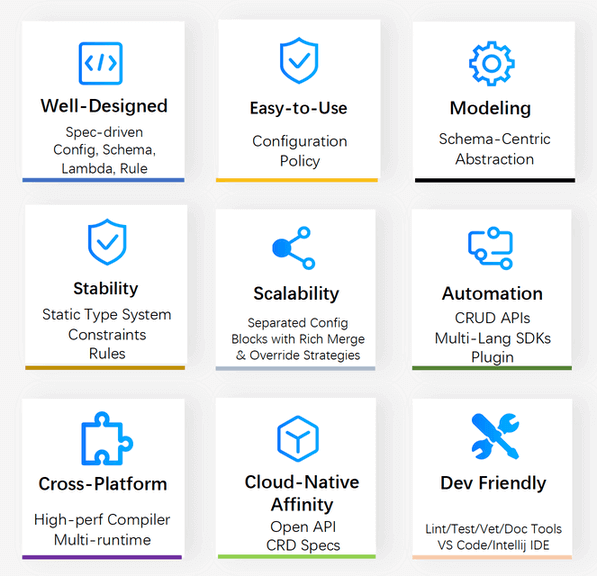 </>
Well-Designed
Spec-driven
Config, Schema,
Lambda, Rule
Easy-to-Use
Configuration
Policy
Modeling
Schema-Centric
Abstraction
Stability
Static Type System
Constraints
Rules
Scalability
Separated Config
Blocks with Rich Merge
& Override Strategies
Automation
CRUD APIs
Multi-Lang SDKs
Plugin
Cross-Platform
High-perf Compiler
Multi-runtime
Cloud-Native
Affinity
Open API
CRD Specs
Dev Friendly
Lint/Test/Vet/Doc Tools
VS Code/Intellij IDE